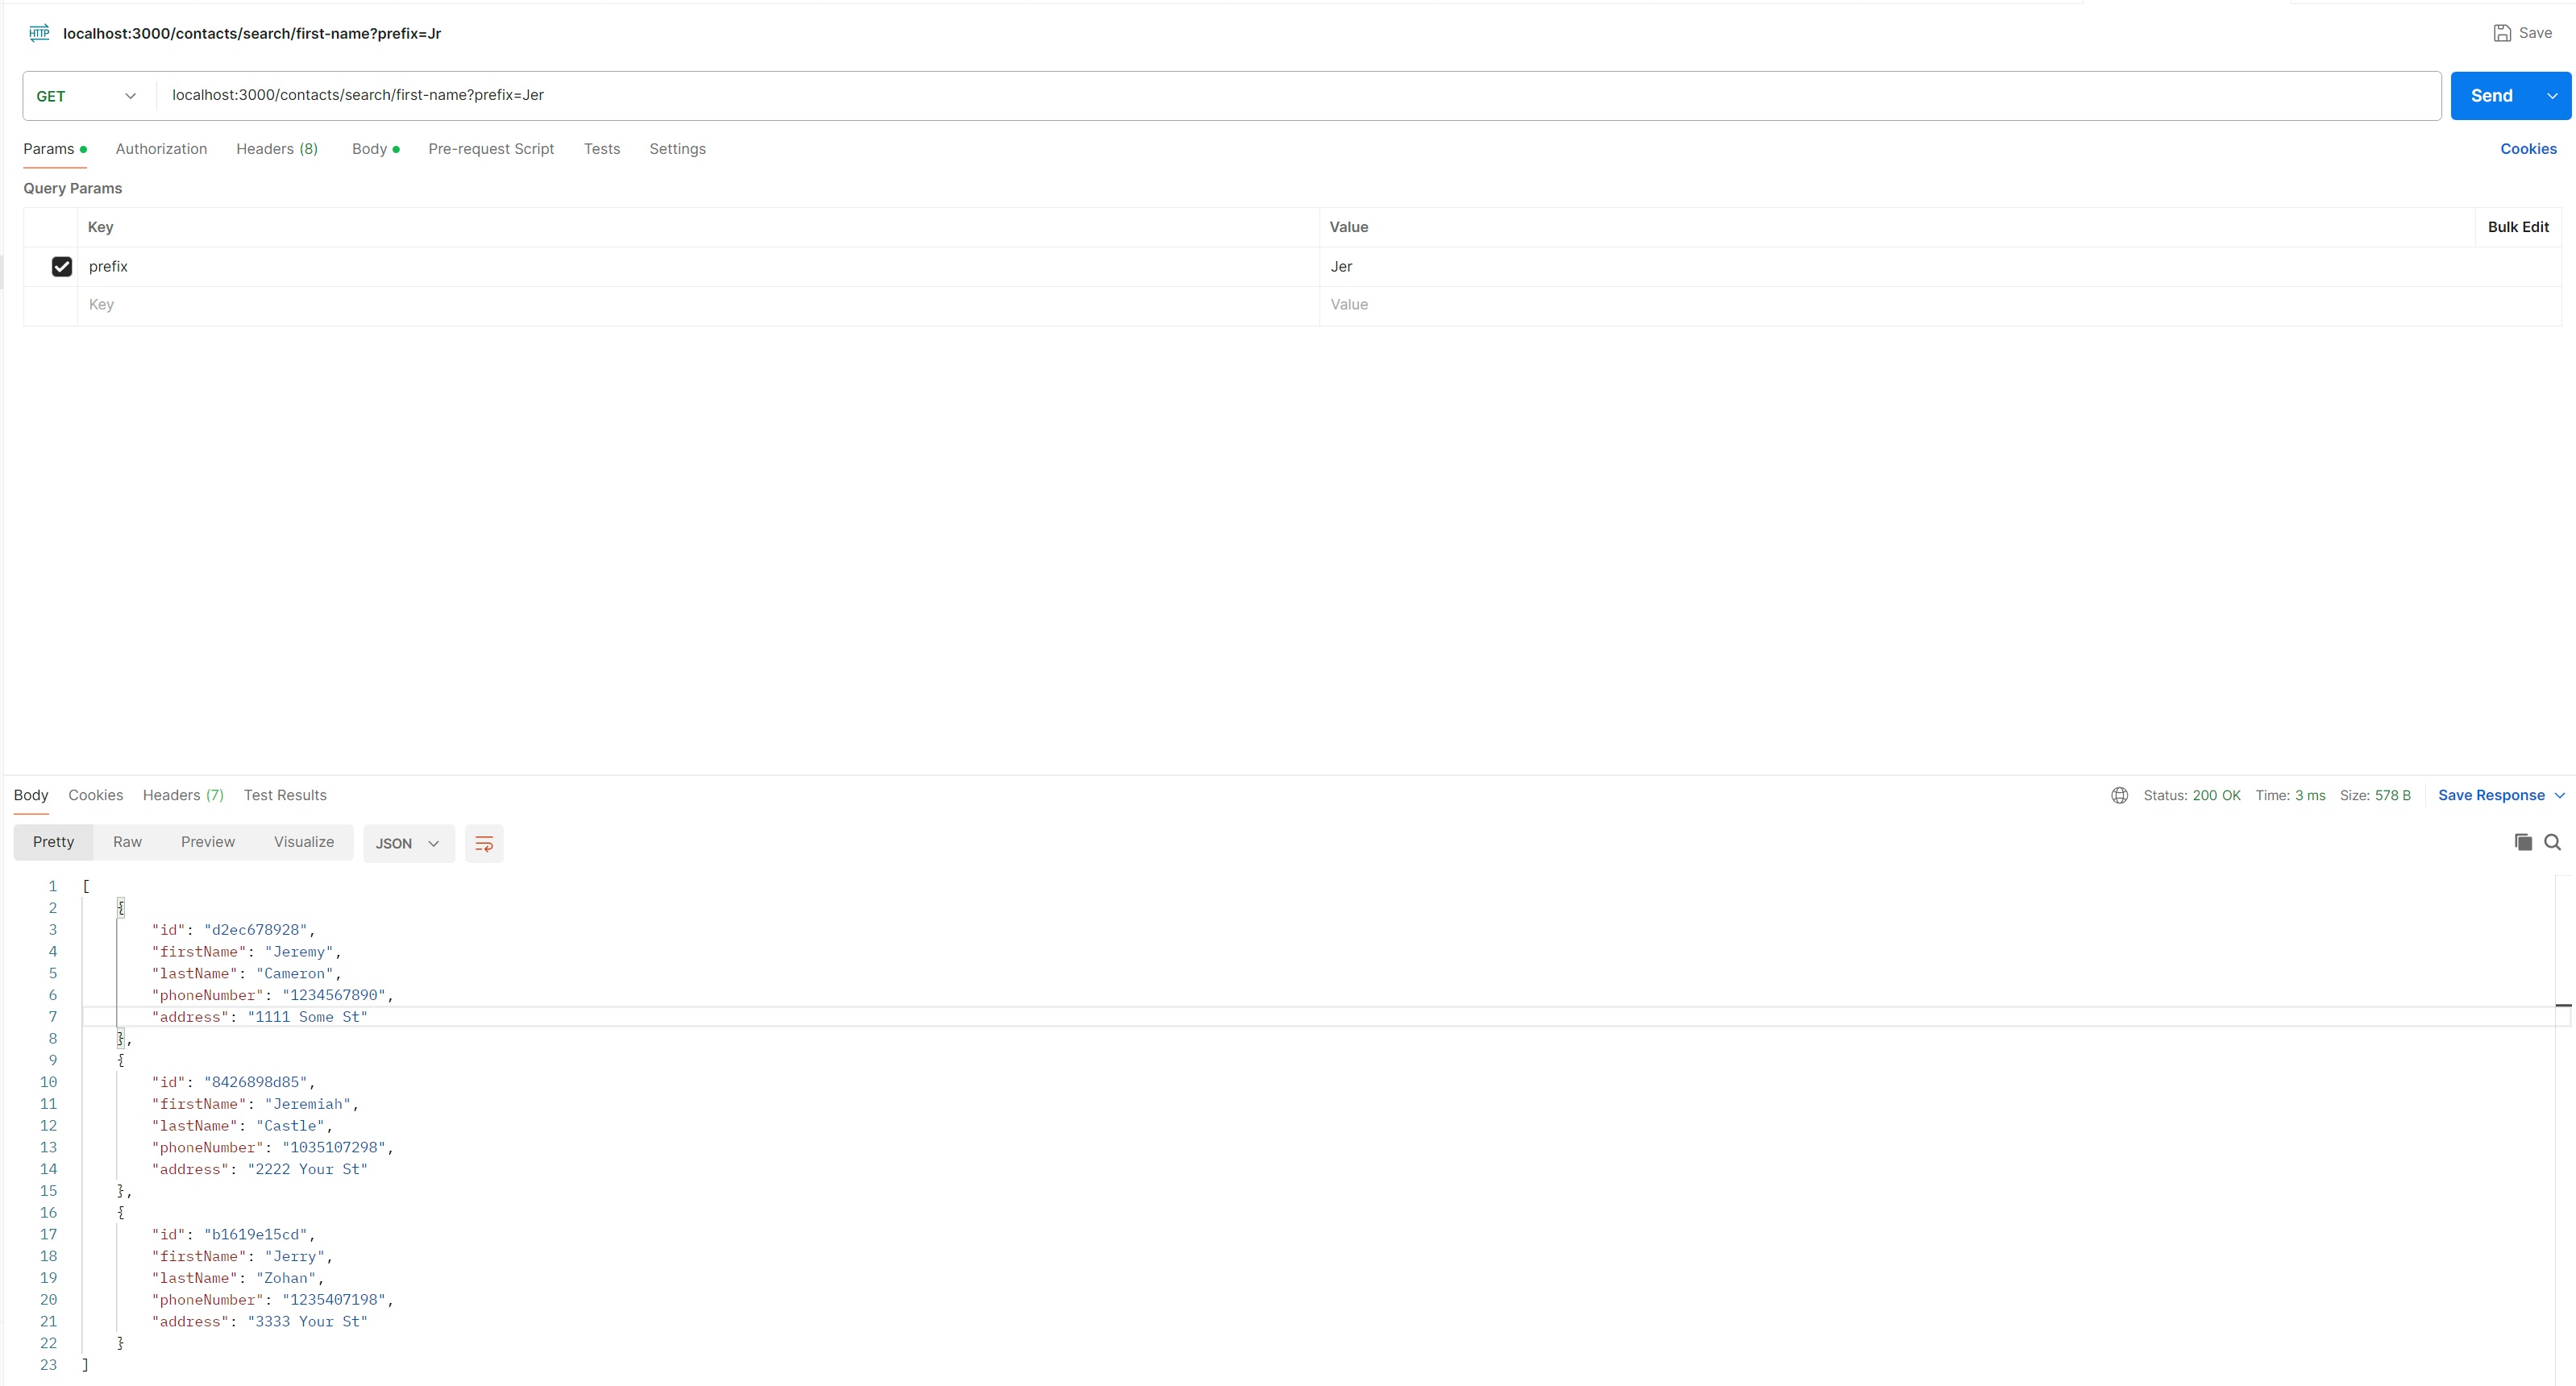 HTTP localhost:3000/contacts/search/first-name?prefix=Jr Save
GET localhost:3000/contacts/search/first-name?prefix=Jer Send
Params Authorization Headers (8) Body Pre-request Script Tests Settings Cookies
Query Params
Key Value Bulk Edit
prefix Jer
Key Value
Body Cookies Headers (7) Test Results Status: 200 OK Time: 3 ms Size: 578 B Save Response
Pretty Raw Preview Visualize JSON
1 [
2 {
3 "id": "d2ec678928",
4 "firstName": "Jeremy",
5 "lastName": "Cameron",
6 "phoneNumber": "1234567890",
7 "address": "1111 Some St"
8 },
9 {
10 "id": "8426898d85",
11 "firstName": "Jeremiah",
12 "lastName": "Castle",
13 "phoneNumber": "1035107298",
14 "address": "2222 Your St"
15 },
16 {
17 "id": "b1619e15cd",
18 "firstName": "Jerry",
19 "lastName": "Zohan",
20 "phoneNumber": "1235407198",
21 "address": "3333 Your St"
22 }
23 ]